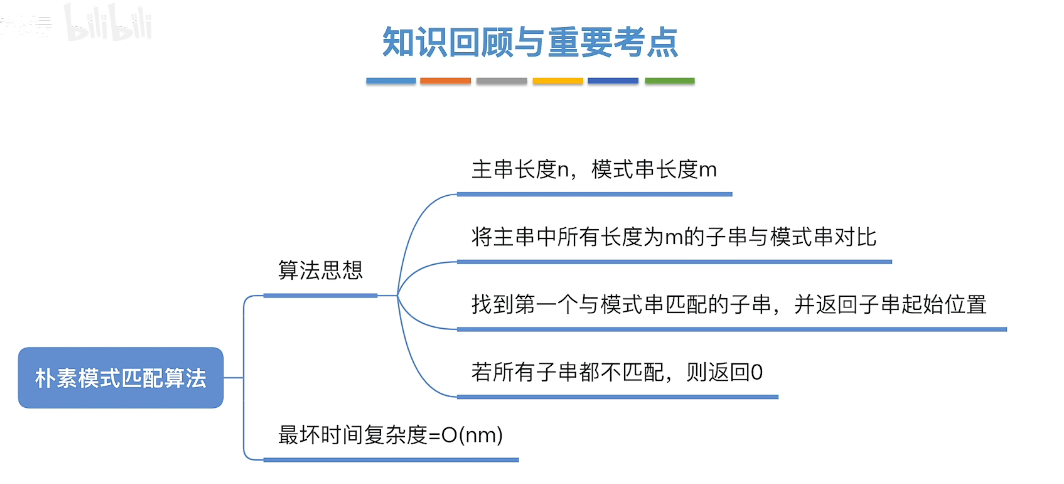 bilibili
知识回顾与重要考点
主串长度n，模式串长度m
将主串中所有长度为m的子串与模式串对比
算法思想
找到第一个与模式串匹配的子串，并返回子串起始位置
朴素模式匹配算法
若所有子串都不匹配，则返回0
最坏时间复杂度=O(nm)